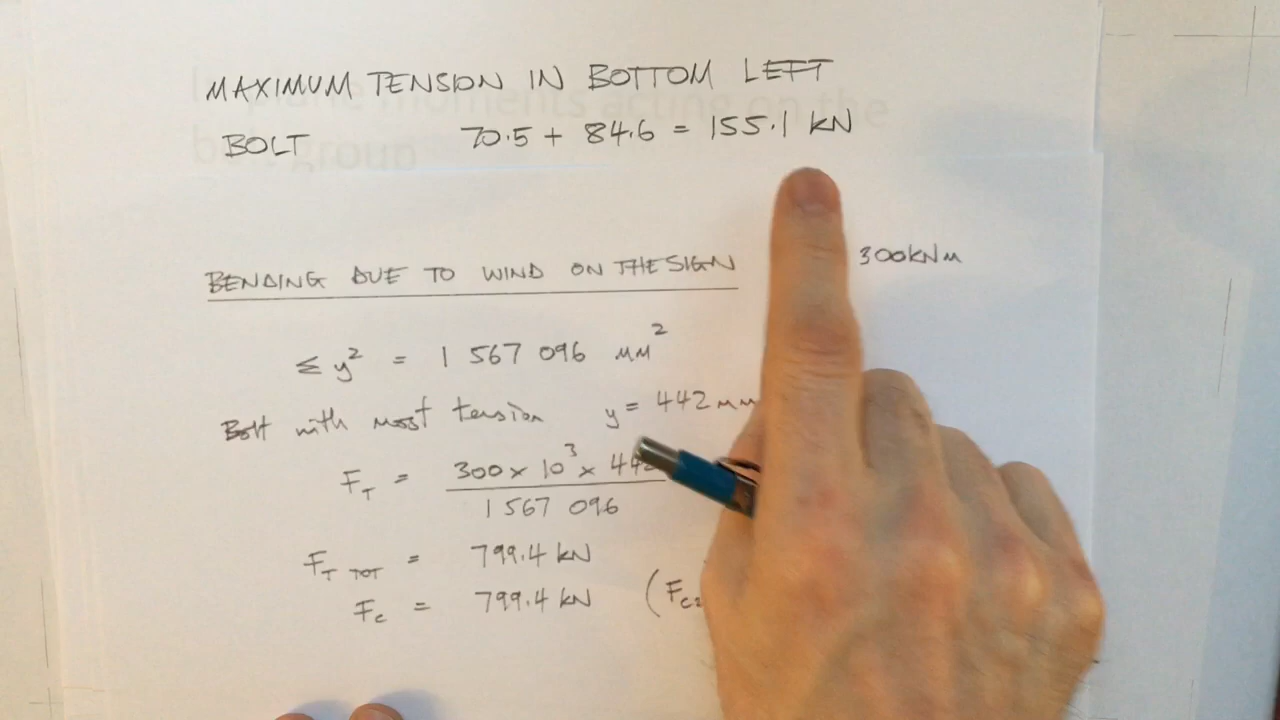 MAXIMUM TENSION IN BOTTOM LEFT
BOLT 70.5 + 84.6 = 155.1 kN
BENDING DUE TO WIND ON THE SIGN 300kNm
Σy² = 1 567 096 mm²
Bolt with most tension y = 442 mm
F_T = 300 x 10³ x 442
1 567 096
F_T TOT = 799.4 kN
F_c = 799.4 kN (F_c